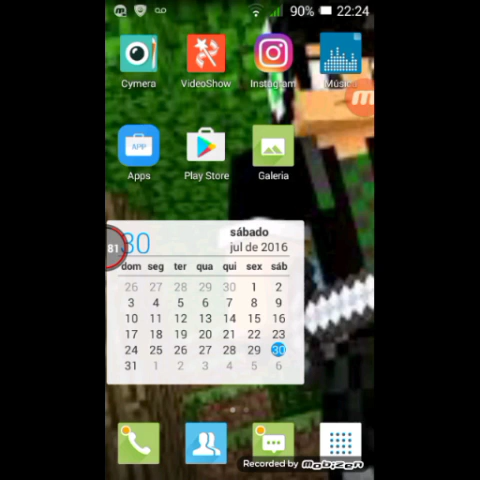 90% 22:24
Cymera VideoShow Instagram Música
APP
Apps Play Store Galeria
81
30 sábado
jul de 2016
dom seg ter qua qui sex sáb
26 27 28 29 30 1 2
3 4 5 6 7 8 9
10 11 12 13 14 15 16
17 18 19 20 21 22 23
24 25 26 27 28 29 30
31 1 2 3 4 5 6
Recorded by Mobizen